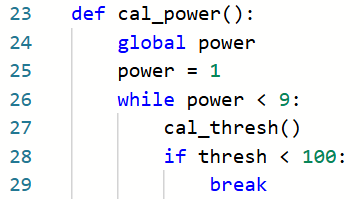 23 def cal_power():
24     global power
25     power = 1
26     while power < 9:
27         cal_thresh()
28         if thresh < 100:
29             break